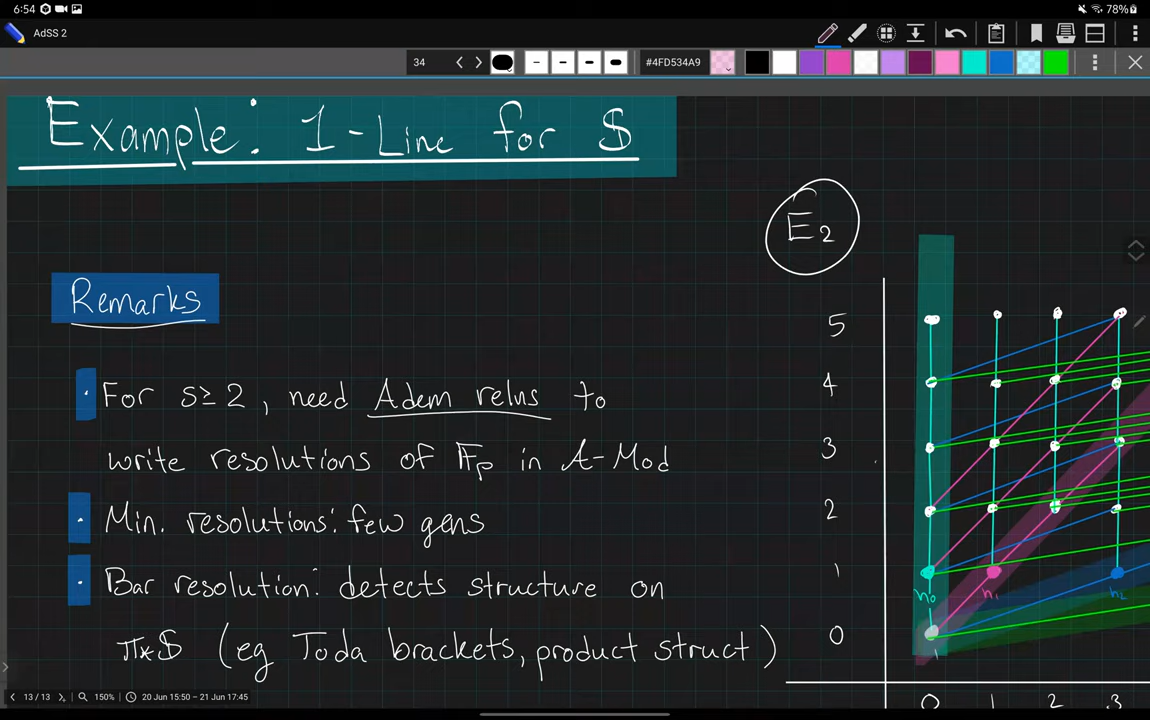 6:54
78%
AdSS 2
34
#4FD534A9
Example: 1-Line for $
E2
Remarks
· For s≥2, need Adem relns to
write resolutions of 𝔽p in A-Mod
· Min. resolutions: few gens
· Bar resolution: detects structure on
π*$ (eg Toda brackets, product struct)
5
4
3
2
1
0
h0
h1
h2
1
0 1 2 3
13 / 13
150%
20 Jun 15:50 – 21 Jun 17:45